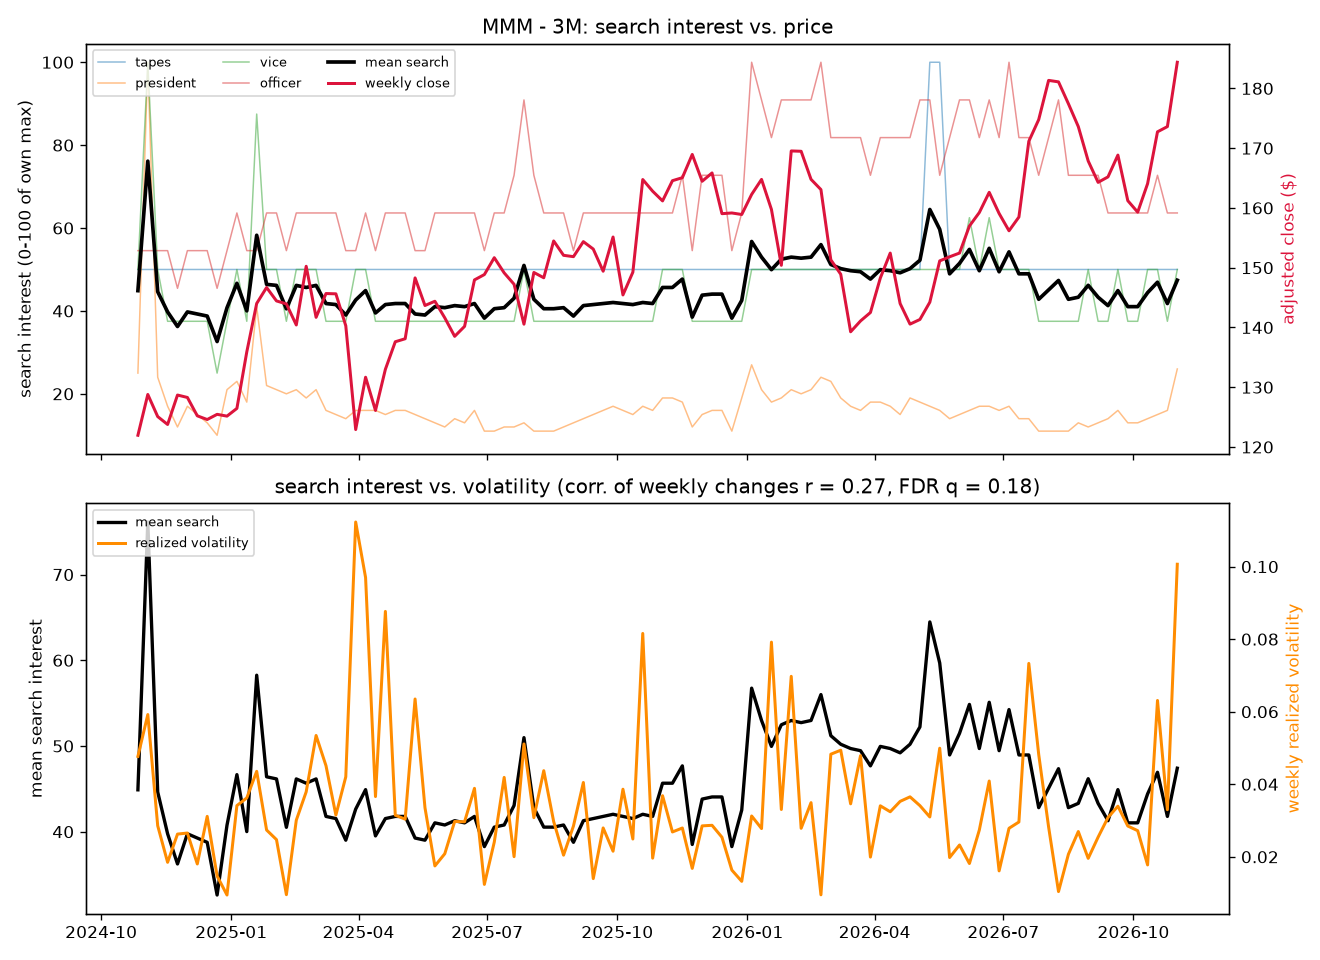 MMM - 3M: search interest vs. price
tapes
president
vice
officer
mean search
weekly close
100
80
60
40
20
search interest (0-100 of own max)
180
170
160
150
140
130
120
adjusted close ($)
search interest vs. volatility (corr. of weekly changes r = 0.27, FDR q = 0.18)
mean search
realized volatility
70
60
50
40
mean search interest
0.10
0.08
0.06
0.04
0.02
weekly realized volatility
2024-10
2025-01
2025-04
2025-07
2025-10
2026-01
2026-04
2026-07
2026-10